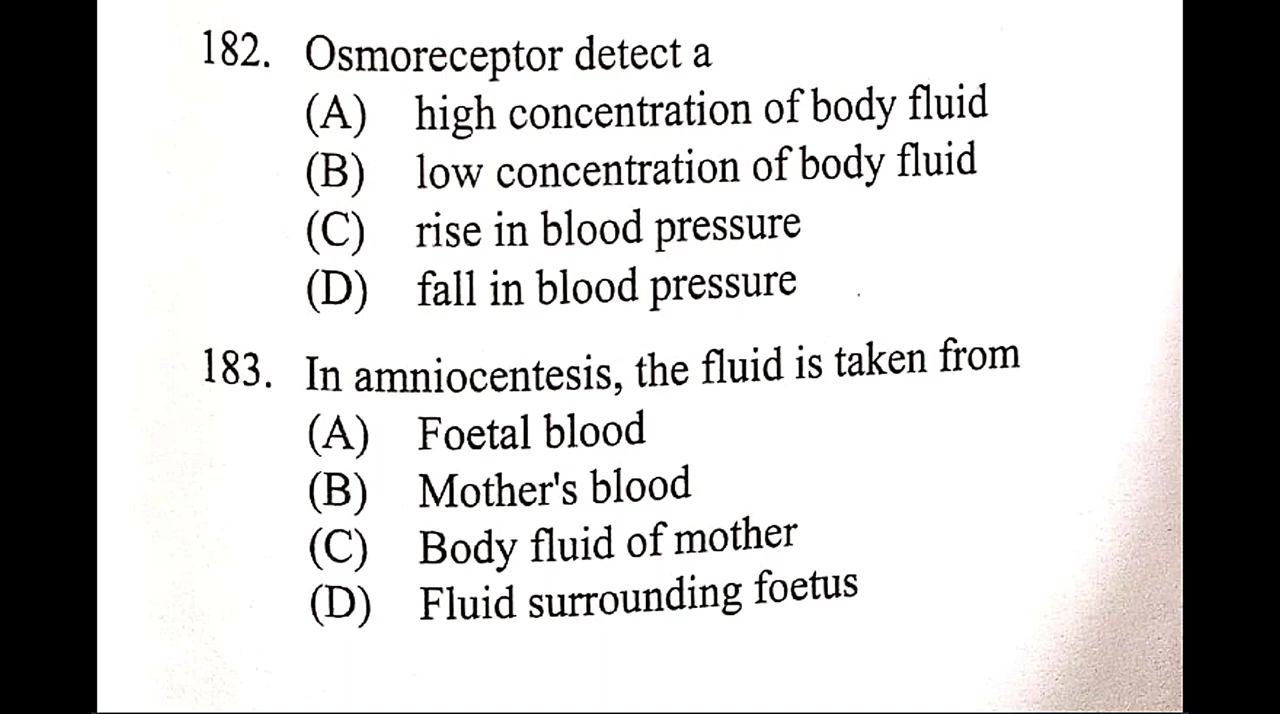 182. Osmoreceptor detect a
(A) high concentration of body fluid
(B) low concentration of body fluid
(C) rise in blood pressure
(D) fall in blood pressure
183. In amniocentesis, the fluid is taken from
(A) Foetal blood
(B) Mother's blood
(C) Body fluid of mother
(D) Fluid surrounding foetus